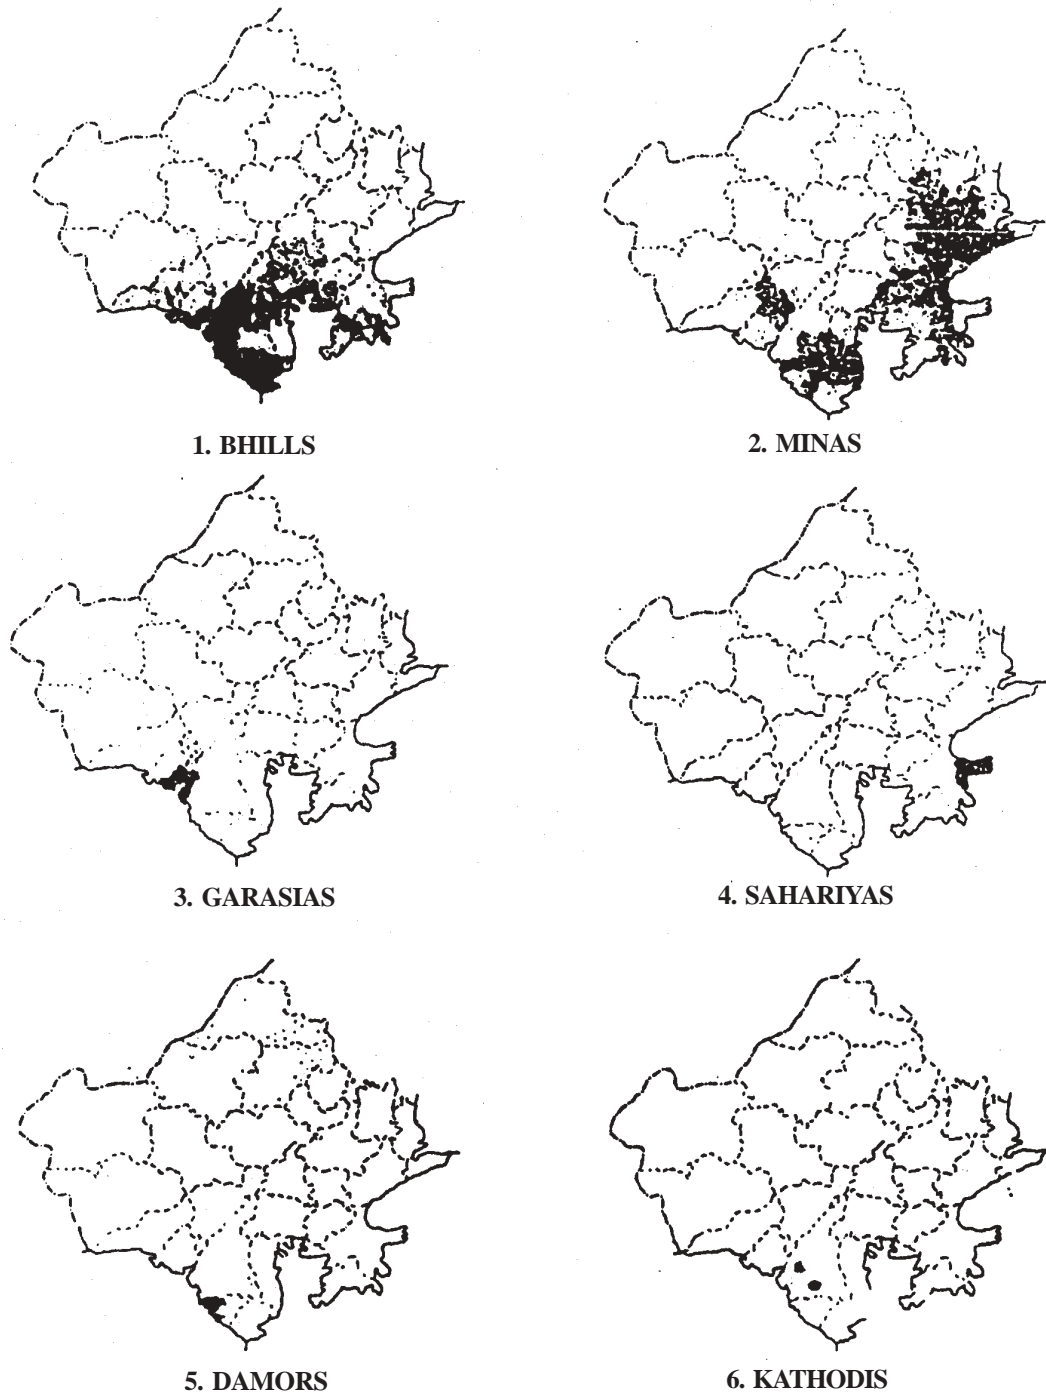 1. BHILLS
2. MINAS
3. GARASIAS
4. SAHARIYAS
5. DAMORS
6. KATHODIS